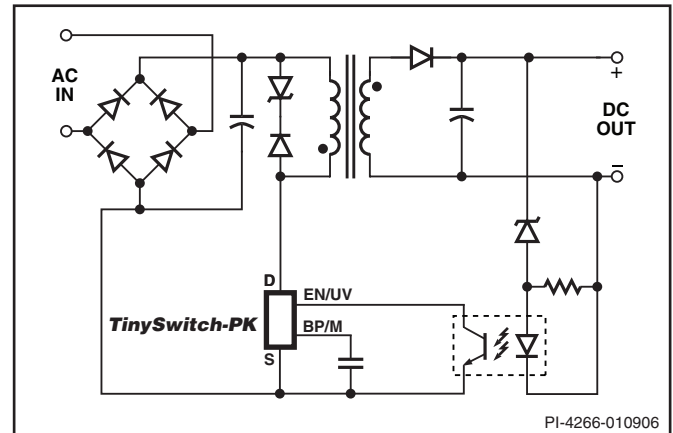 AC
IN
+
DC
OUT
–
D
EN/UV
TinySwitch-PK
BP/M
S
PI-4266-010906